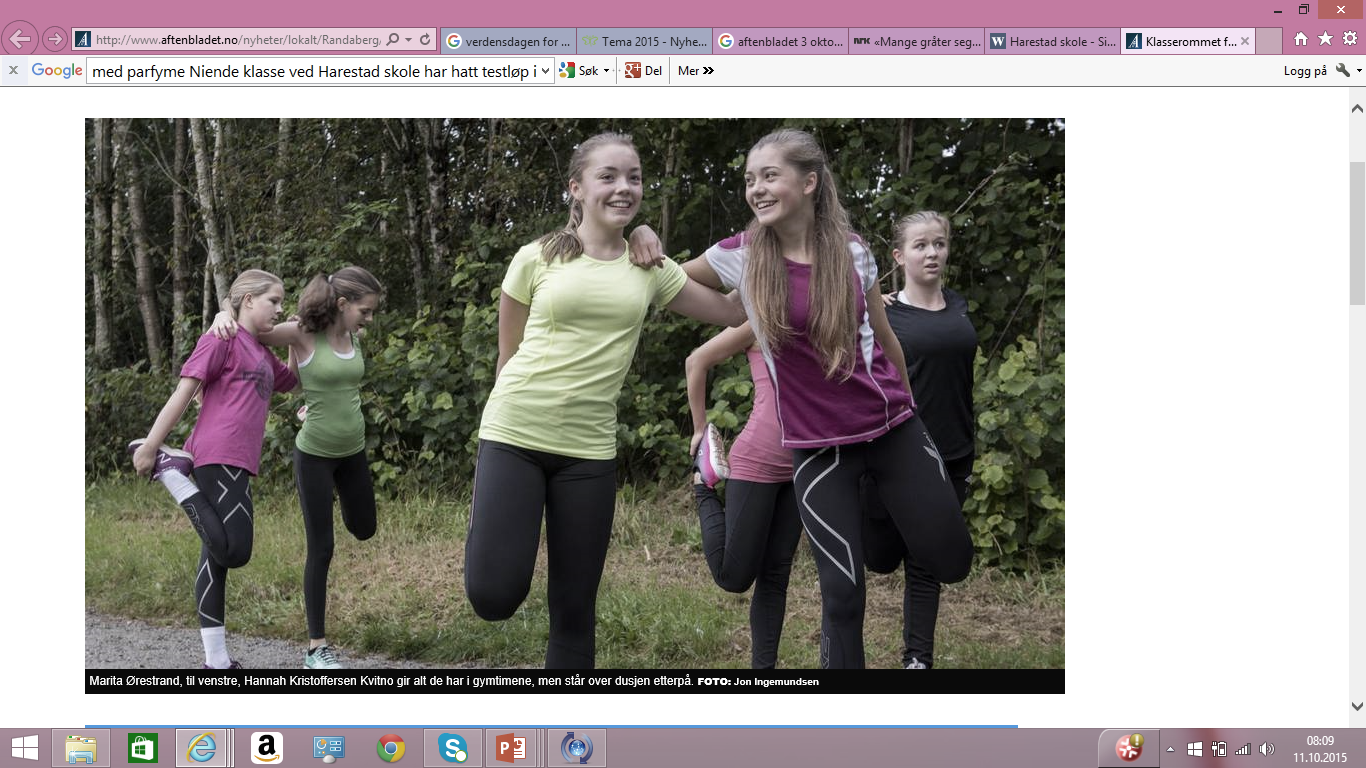 http://www.aftenbladet.no/nyheter/lokalt/Randaberg/
verdensdagen for ...
Tema 2015 - Nyhe...
aftenbladet 3 okto...
NRK «Mange gråter seg...
W Harestad skole - Si...
Klasserommet f...
Google
med parfyme Niende klasse ved Harestad skole har hatt testløp i
Søk
Del
Mer
Logg på
Marita Ørestrand, til venstre, Hannah Kristoffersen Kvitno gir alt de har i gymtimene, men står over dusjen etterpå. FOTO: Jon Ingemundsen
08:09
11.10.2015